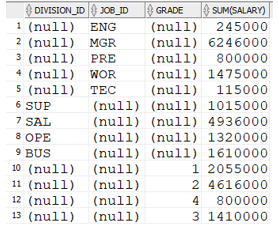 DIVISION_ID JOB_ID GRADE SUM(SALARY)
1 (null) ENG (null) 245000
2 (null) MGR (null) 6246000
3 (null) PRE (null) 800000
4 (null) WOR (null) 1475000
5 (null) TEC (null) 115000
6 SUP (null) (null) 1015000
7 SAL (null) (null) 4936000
8 OPE (null) (null) 1320000
9 BUS (null) (null) 1610000
10 (null) (null) 1 2055000
11 (null) (null) 2 4616000
12 (null) (null) 4 800000
13 (null) (null) 3 1410000